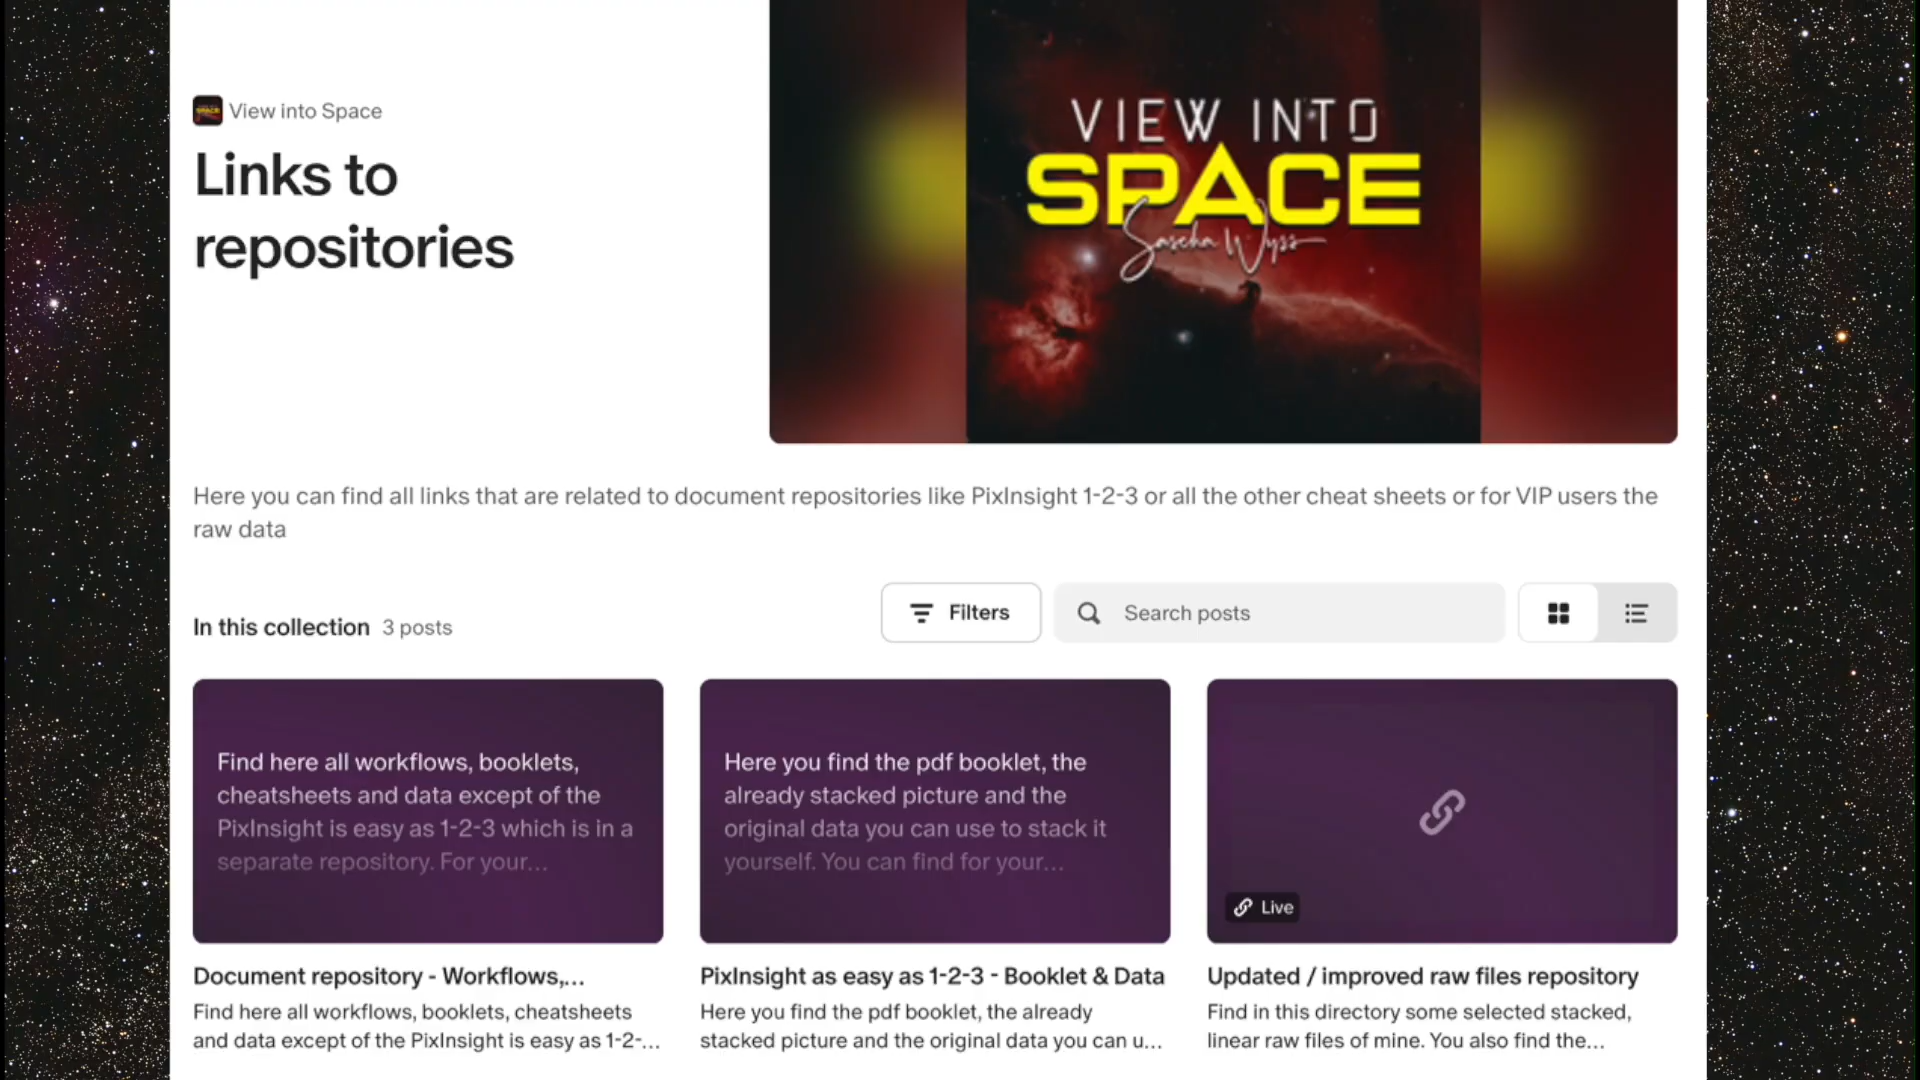 View into Space
Links to
repositories
VIEW INTO
SPACE
Sascha Wyss
Here you can find all links that are related to document repositories like PixInsight 1-2-3 or all the other cheat sheets or for VIP users the
raw data
In this collection 3 posts
Filters
Search posts
Find here all workflows, booklets,
cheatsheets and data except of the
PixInsight is easy as 1-2-3 which is in a
separate repository. For your...
Here you find the pdf booklet, the
already stacked picture and the
original data you can use to stack it
yourself. You can find for your...
Live
Document repository - Workflows,...
Find here all workflows, booklets, cheatsheets
and data except of the PixInsight is easy as 1-2-...
PixInsight as easy as 1-2-3 - Booklet & Data
Here you find the pdf booklet, the already
stacked picture and the original data you can u...
Updated / improved raw files repository
Find in this directory some selected stacked,
linear raw files of mine. You also find the...